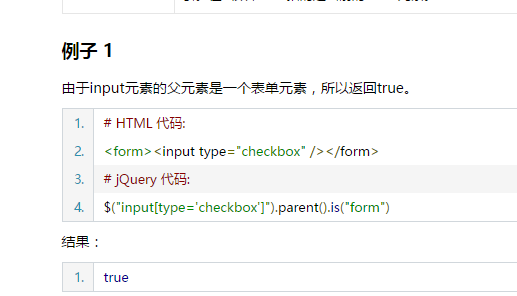 例子 1
由于input元素的父元素是一个表单元素，所以返回true。
1. # HTML 代码:
2. <form><input type="checkbox" /></form>
3. # jQuery 代码:
4. $("input[type='checkbox']").parent().is("form")
结果：
1. true